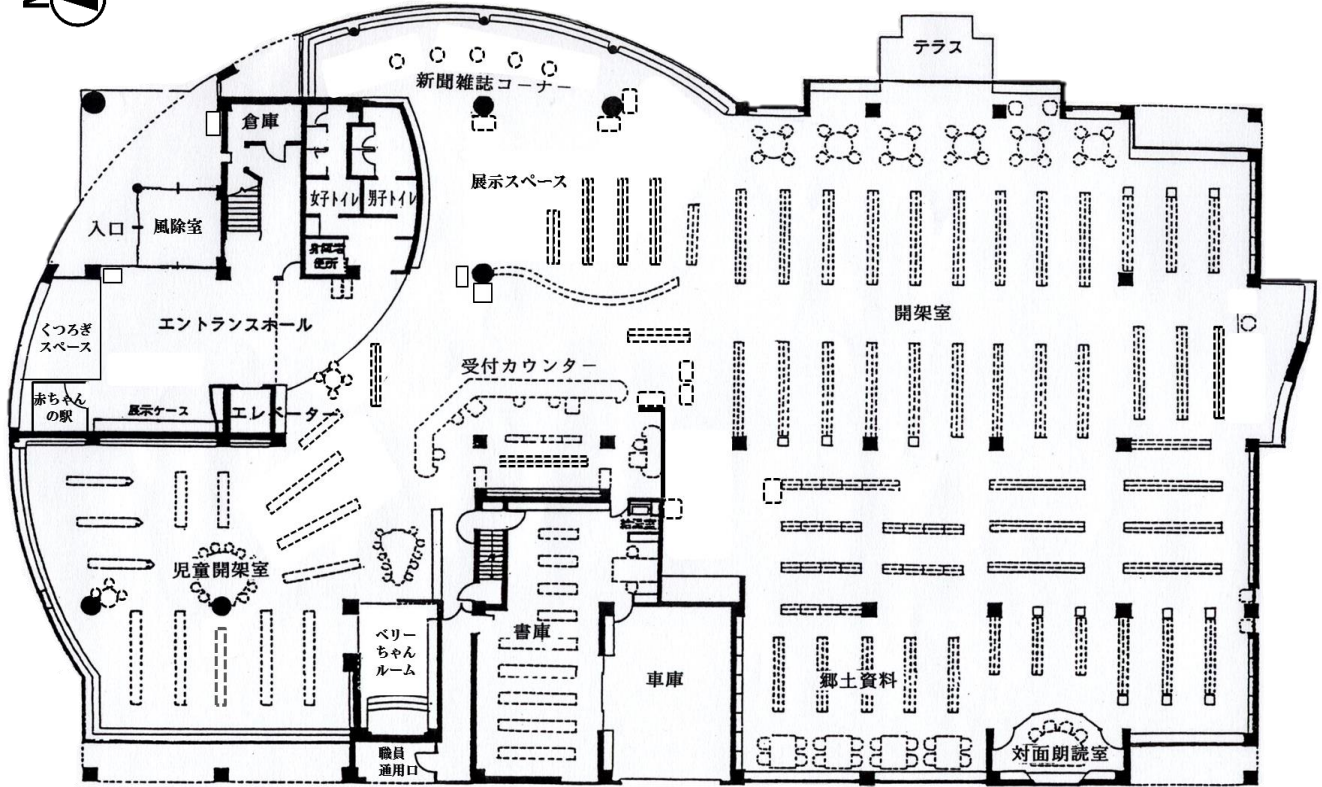 N
テラス
新聞雑誌コーナー
倉庫
展示スペース
女子トイレ
男子トイレ
入口
風除室
便所
開架室
エントランスホール
くつろぎ
スペース
受付カウンター
赤ちゃん
の駅
展示ケース
エレベーター
給湯室
児童開架室
書庫
ベリー
ちゃん
ルーム
車庫
郷土資料
職員
通用口
対面朗読室